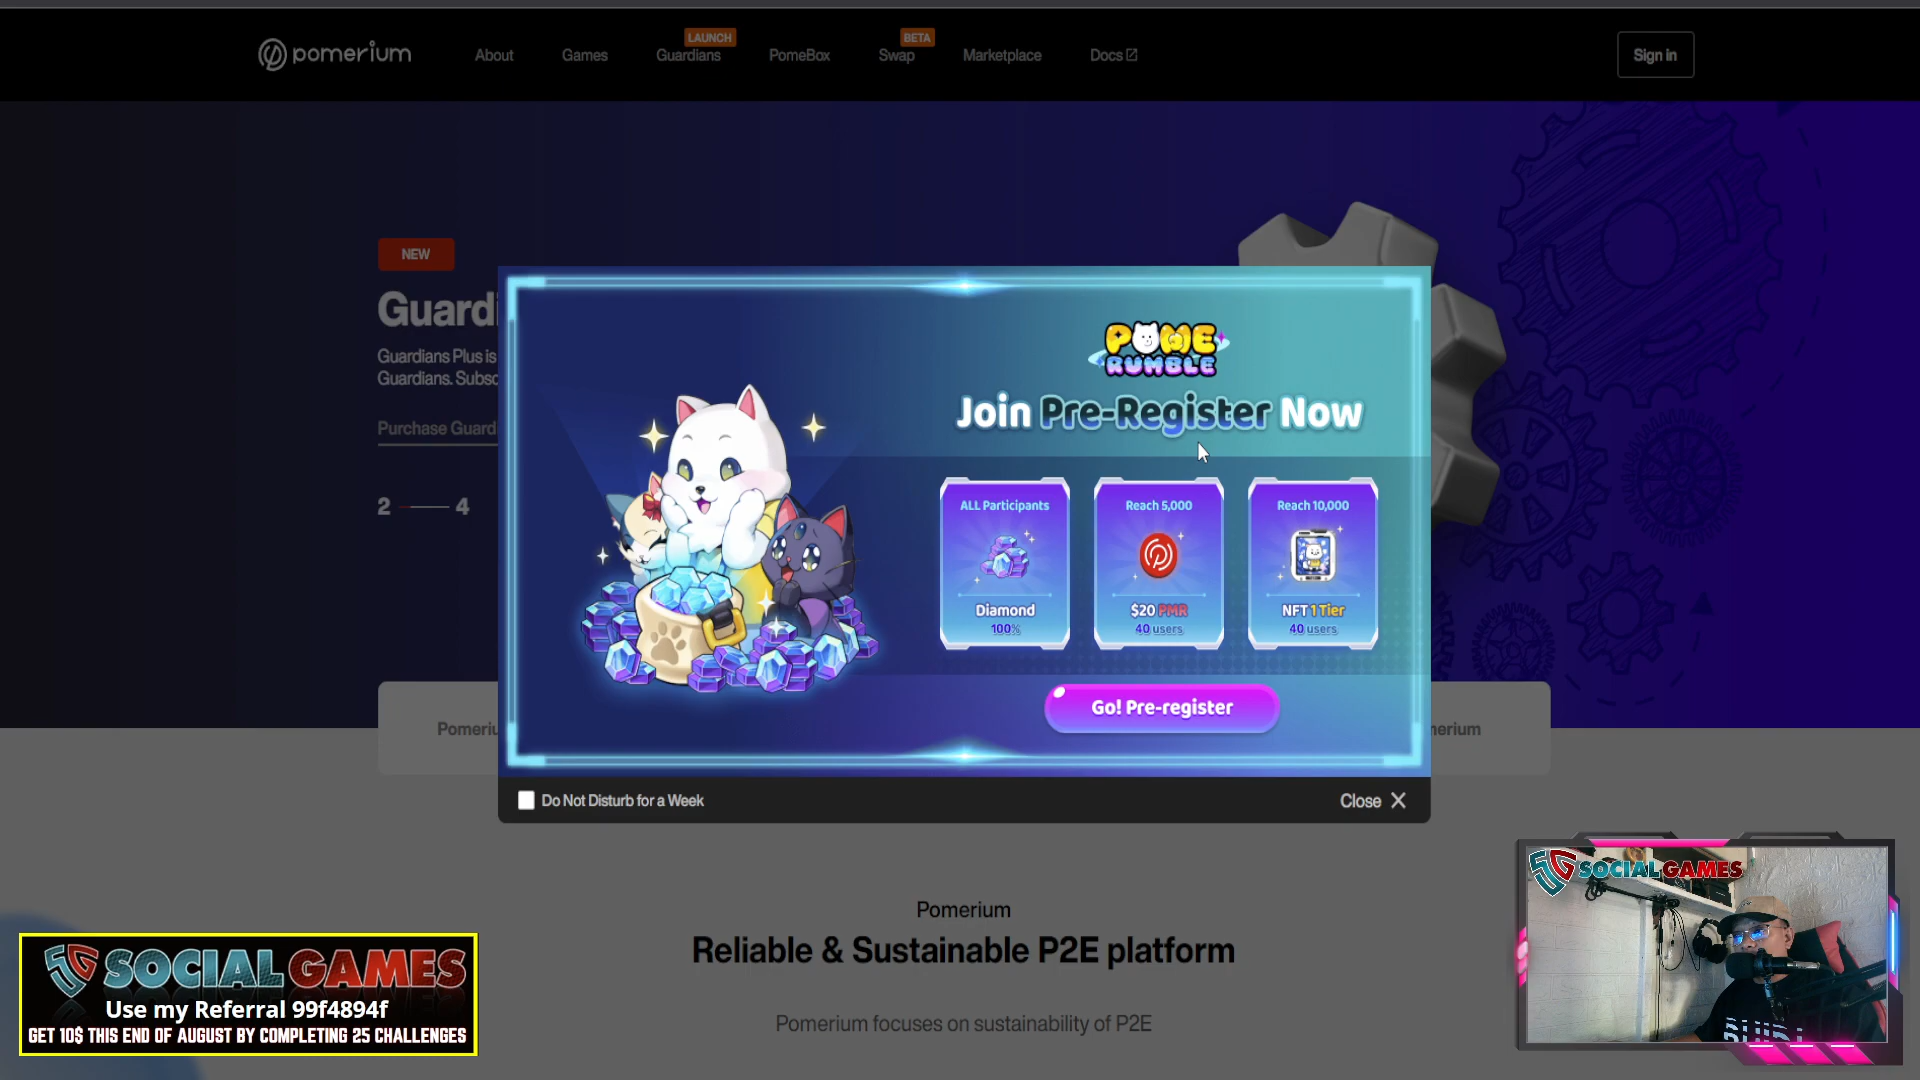 pomerium
About
Games
LAUNCH
Guardians
PomeBox
BETA
Swap
Marketplace
Docs
Sign in
NEW
Guardi
Guardians Plus is
Guardians. Subsc
Purchase Guard
2
4
POME
RUMBLE
Join Pre-Register Now
ALL Participants
Diamond
100%
Reach 5,000
$20 PMR
40 users
Reach 10,000
NFT 1 Tier
40 users
Go! Pre-register
Pomeriu
nerium
Do Not Disturb for a Week
Close
Pomerium
Reliable & Sustainable P2E platform
Pomerium focuses on sustainability of P2E
SG SOCIAL GAMES
Use my Referral 99f4894f
GET 10$ THIS END OF AUGUST BY COMPLETING 25 CHALLENGES
SG SOCIAL GAMES